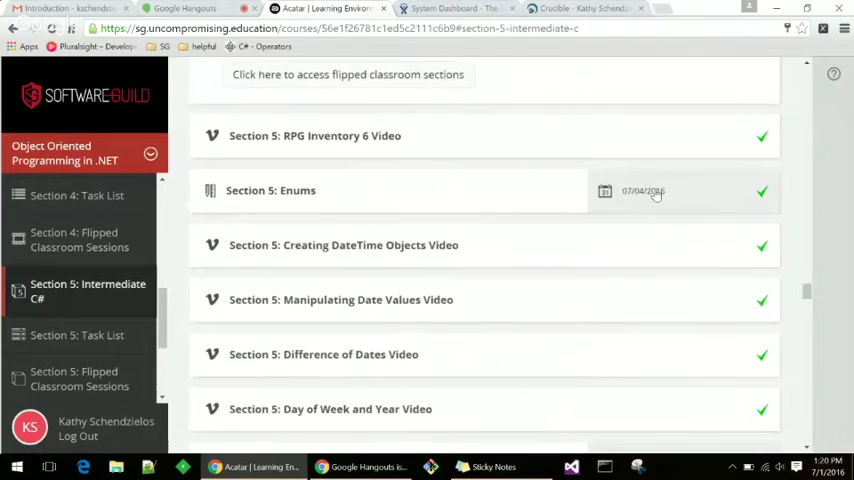 Introduction - kschendsto
Google Hangouts
Acatar | Learning Environ
System Dashboard - The S
Crucible - Kathy Schendzi
https://sg.uncompromising.education/courses/56e1f26781c1ed5c2111c6b9#section-5-intermediate-c
Apps
Pluralsight – Develop
SG
helpful
C# - Operators
SOFTWARE GUILD
Object Oriented
Programming in .NET
Section 4: Task List
Section 4: Flipped
Classroom Sessions
Section 5: Intermediate
C#
Section 5: Task List
Section 5: Flipped
Classroom Sessions
KS
Kathy Schendzielos
Log Out
Click here to access flipped classroom sections
Section 5: RPG Inventory 6 Video
Section 5: Enums
31
07/04/2016
Section 5: Creating DateTime Objects Video
Section 5: Manipulating Date Values Video
Section 5: Difference of Dates Video
Section 5: Day of Week and Year Video
Acatar | Learning En...
Google Hangouts is...
Sticky Notes
1:20 PM
7/1/2016